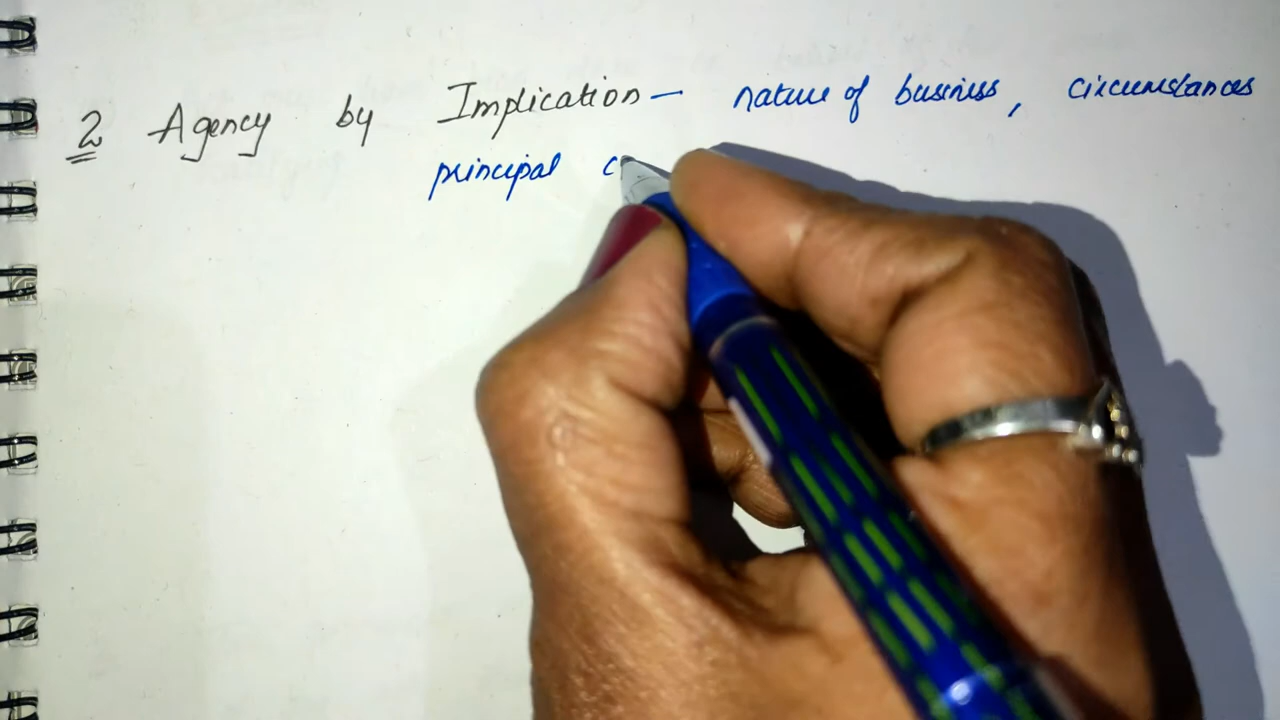 2 Agency by Implication - nature of business, circumstances
principal c